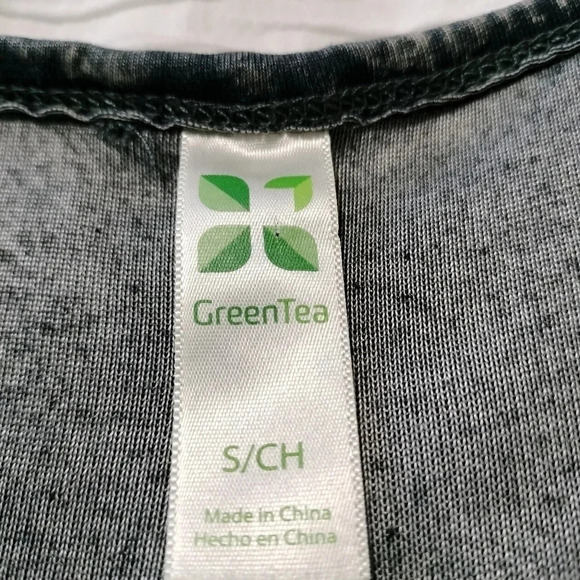 GreenTea
S/CH
Made in China
Hecho en China